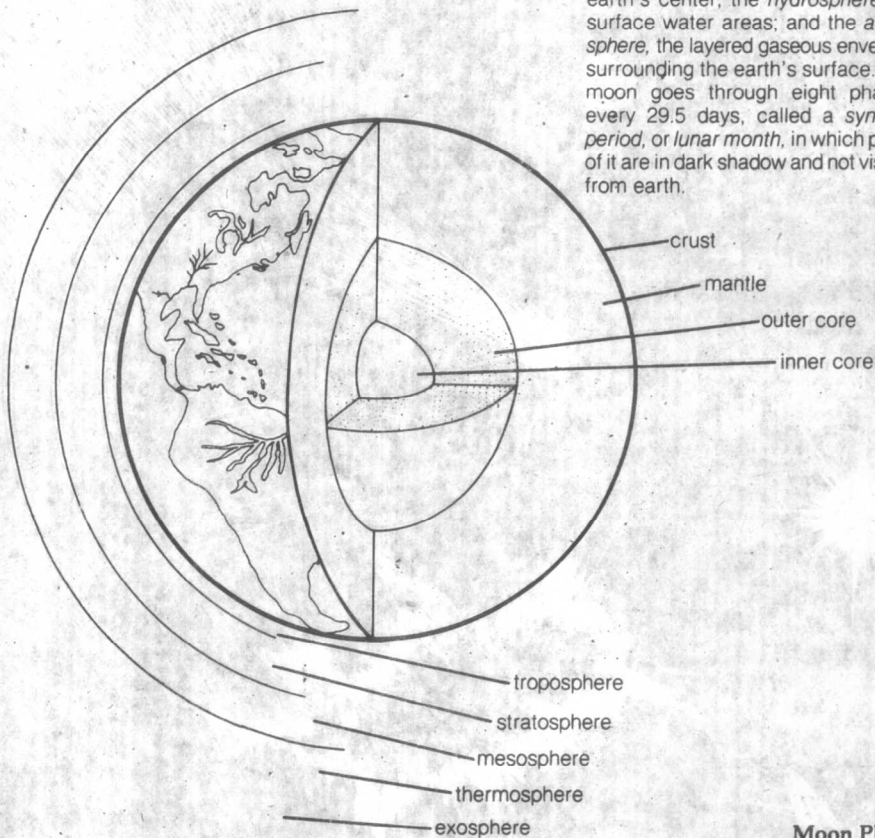 earth's center; the hydrosphere
surface water areas; and the a
sphere, the layered gaseous enve
surrounding the earth's surface.
moon goes through eight pha
every 29.5 days, called a syn
period, or lunar month, in which p
of it are in dark shadow and not vis
from earth.
crust
mantle
outer core
inner core
troposphere
stratosphere
mesosphere
thermosphere
exosphere
Moon P